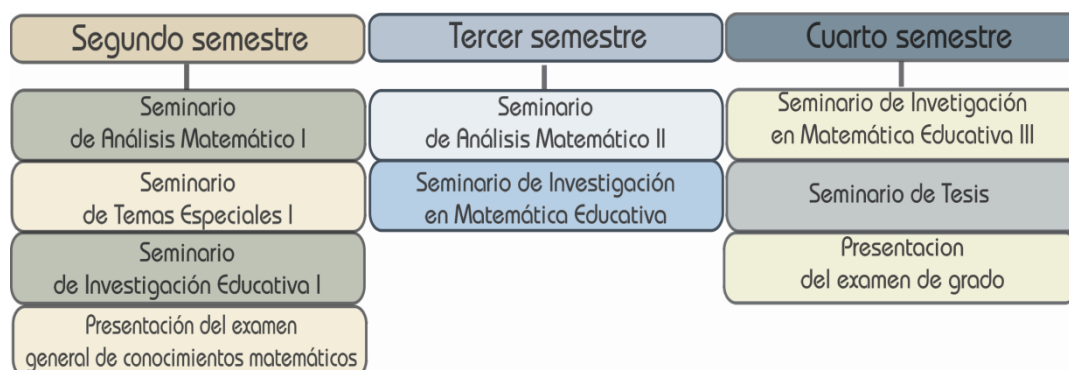 Segundo semestre
Seminario
de Análisis Matemático I
Seminario
de Temas Especiales I
Seminario
de Investigación Educativa I
Presentación del examen
general de conocimientos matemáticos
Tercer semestre
Seminario
de Análisis Matemático II
Seminario de Investigación
en Matemática Educativa
Cuarto semestre
Seminario de Invetigación
en Matemática Educativa III
Seminario de Tesis
Presentacion
del examen de grado